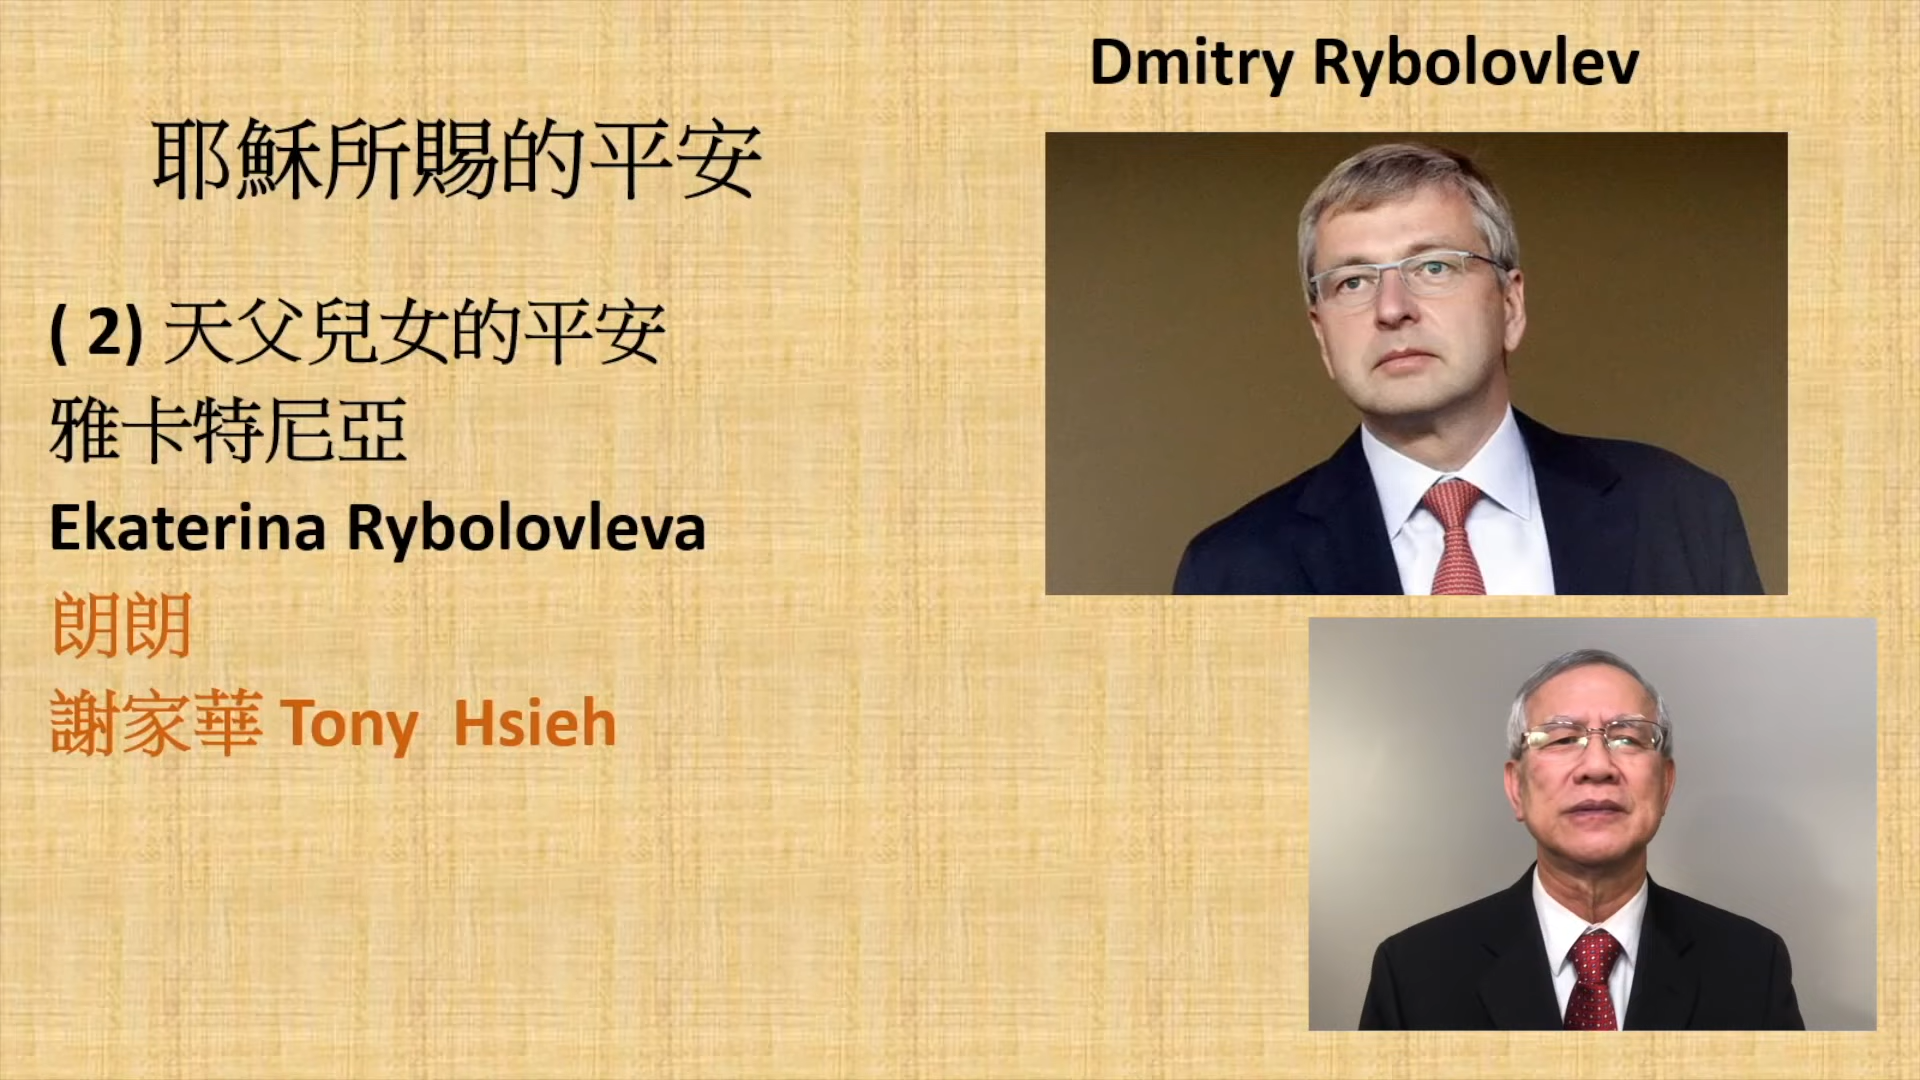 耶穌所賜的平安
( 2) 天父兒女的平安
雅卡特尼亞
Ekaterina Rybolovleva
朗朗
謝家華 Tony Hsieh
Dmitry Rybolovlev